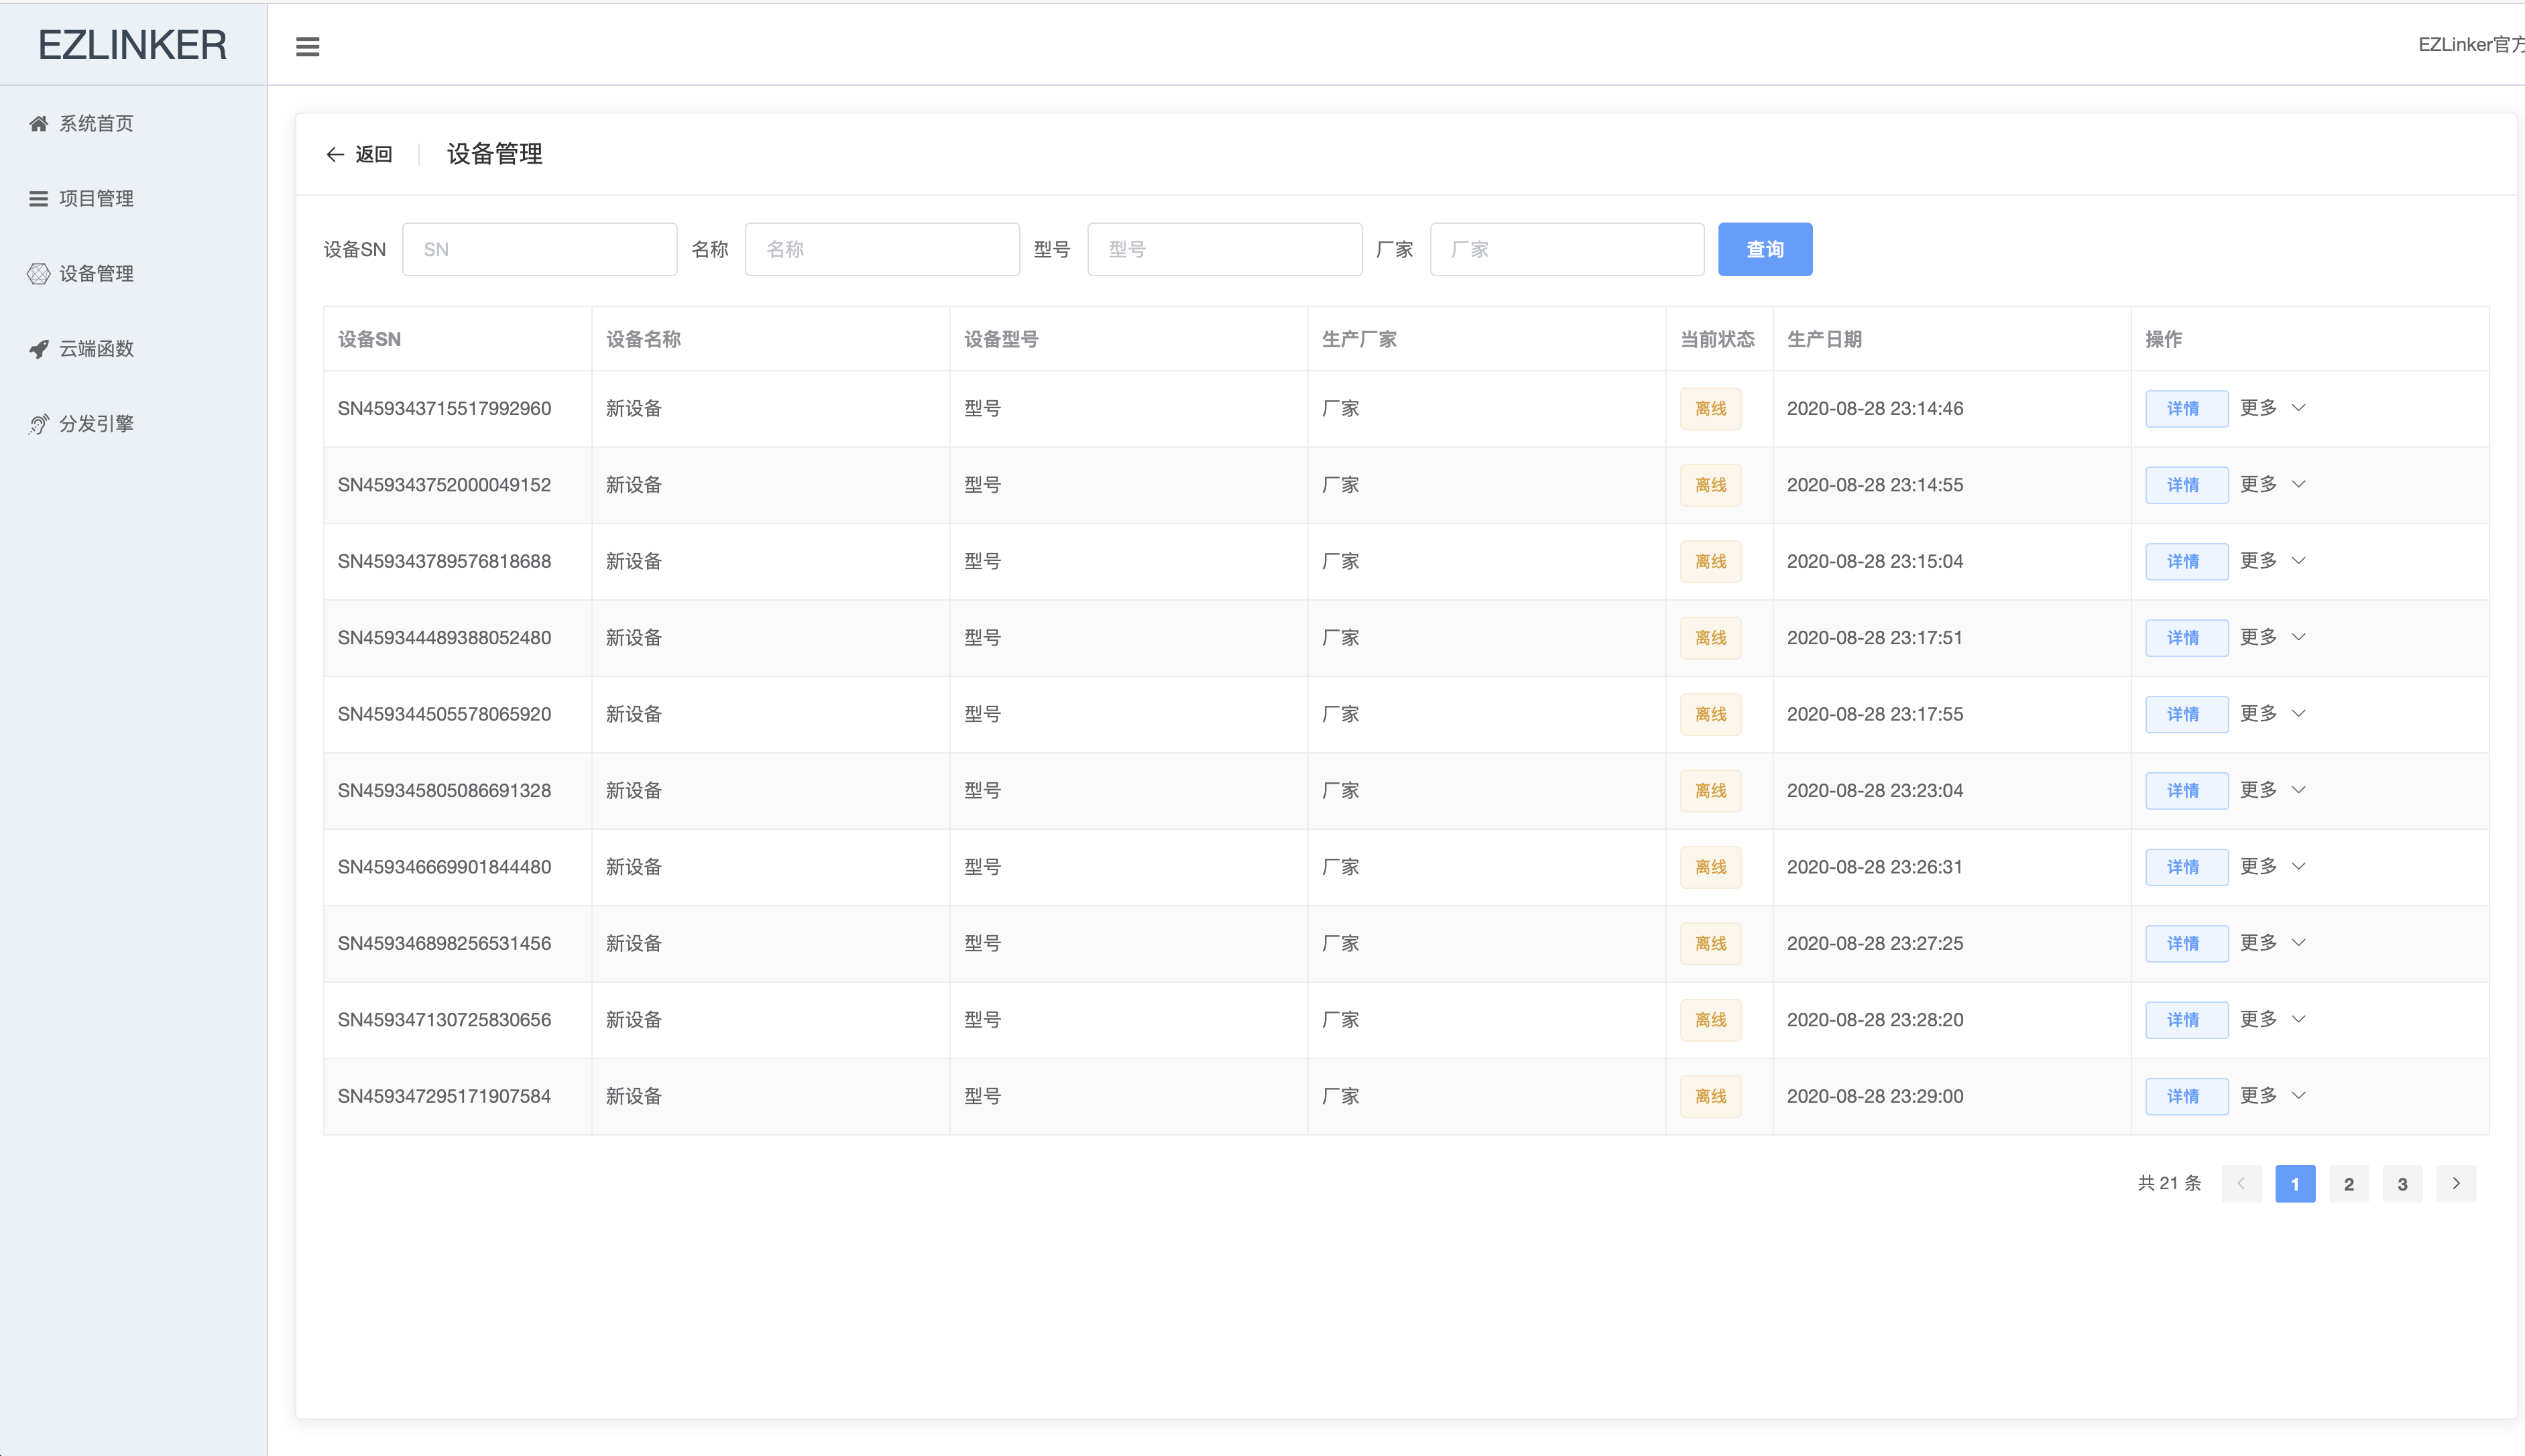 EZLINKER
EZLinker官方
系统首页
项目管理
设备管理
云端函数
分发引擎
返回 设备管理
设备SN SN 名称 名称 型号 型号 厂家 厂家 查询
设备SN 设备名称 设备型号 生产厂家 当前状态 生产日期 操作
SN459343715517992960 新设备 型号 厂家 离线 2020-08-28 23:14:46 详情 更多
SN459343752000049152 新设备 型号 厂家 离线 2020-08-28 23:14:55 详情 更多
SN459343789576818688 新设备 型号 厂家 离线 2020-08-28 23:15:04 详情 更多
SN459344489388052480 新设备 型号 厂家 离线 2020-08-28 23:17:51 详情 更多
SN459344505578065920 新设备 型号 厂家 离线 2020-08-28 23:17:55 详情 更多
SN459345805086691328 新设备 型号 厂家 离线 2020-08-28 23:23:04 详情 更多
SN459346669901844480 新设备 型号 厂家 离线 2020-08-28 23:26:31 详情 更多
SN459346898256531456 新设备 型号 厂家 离线 2020-08-28 23:27:25 详情 更多
SN459347130725830656 新设备 型号 厂家 离线 2020-08-28 23:28:20 详情 更多
SN459347295171907584 新设备 型号 厂家 离线 2020-08-28 23:29:00 详情 更多
共 21 条 1 2 3